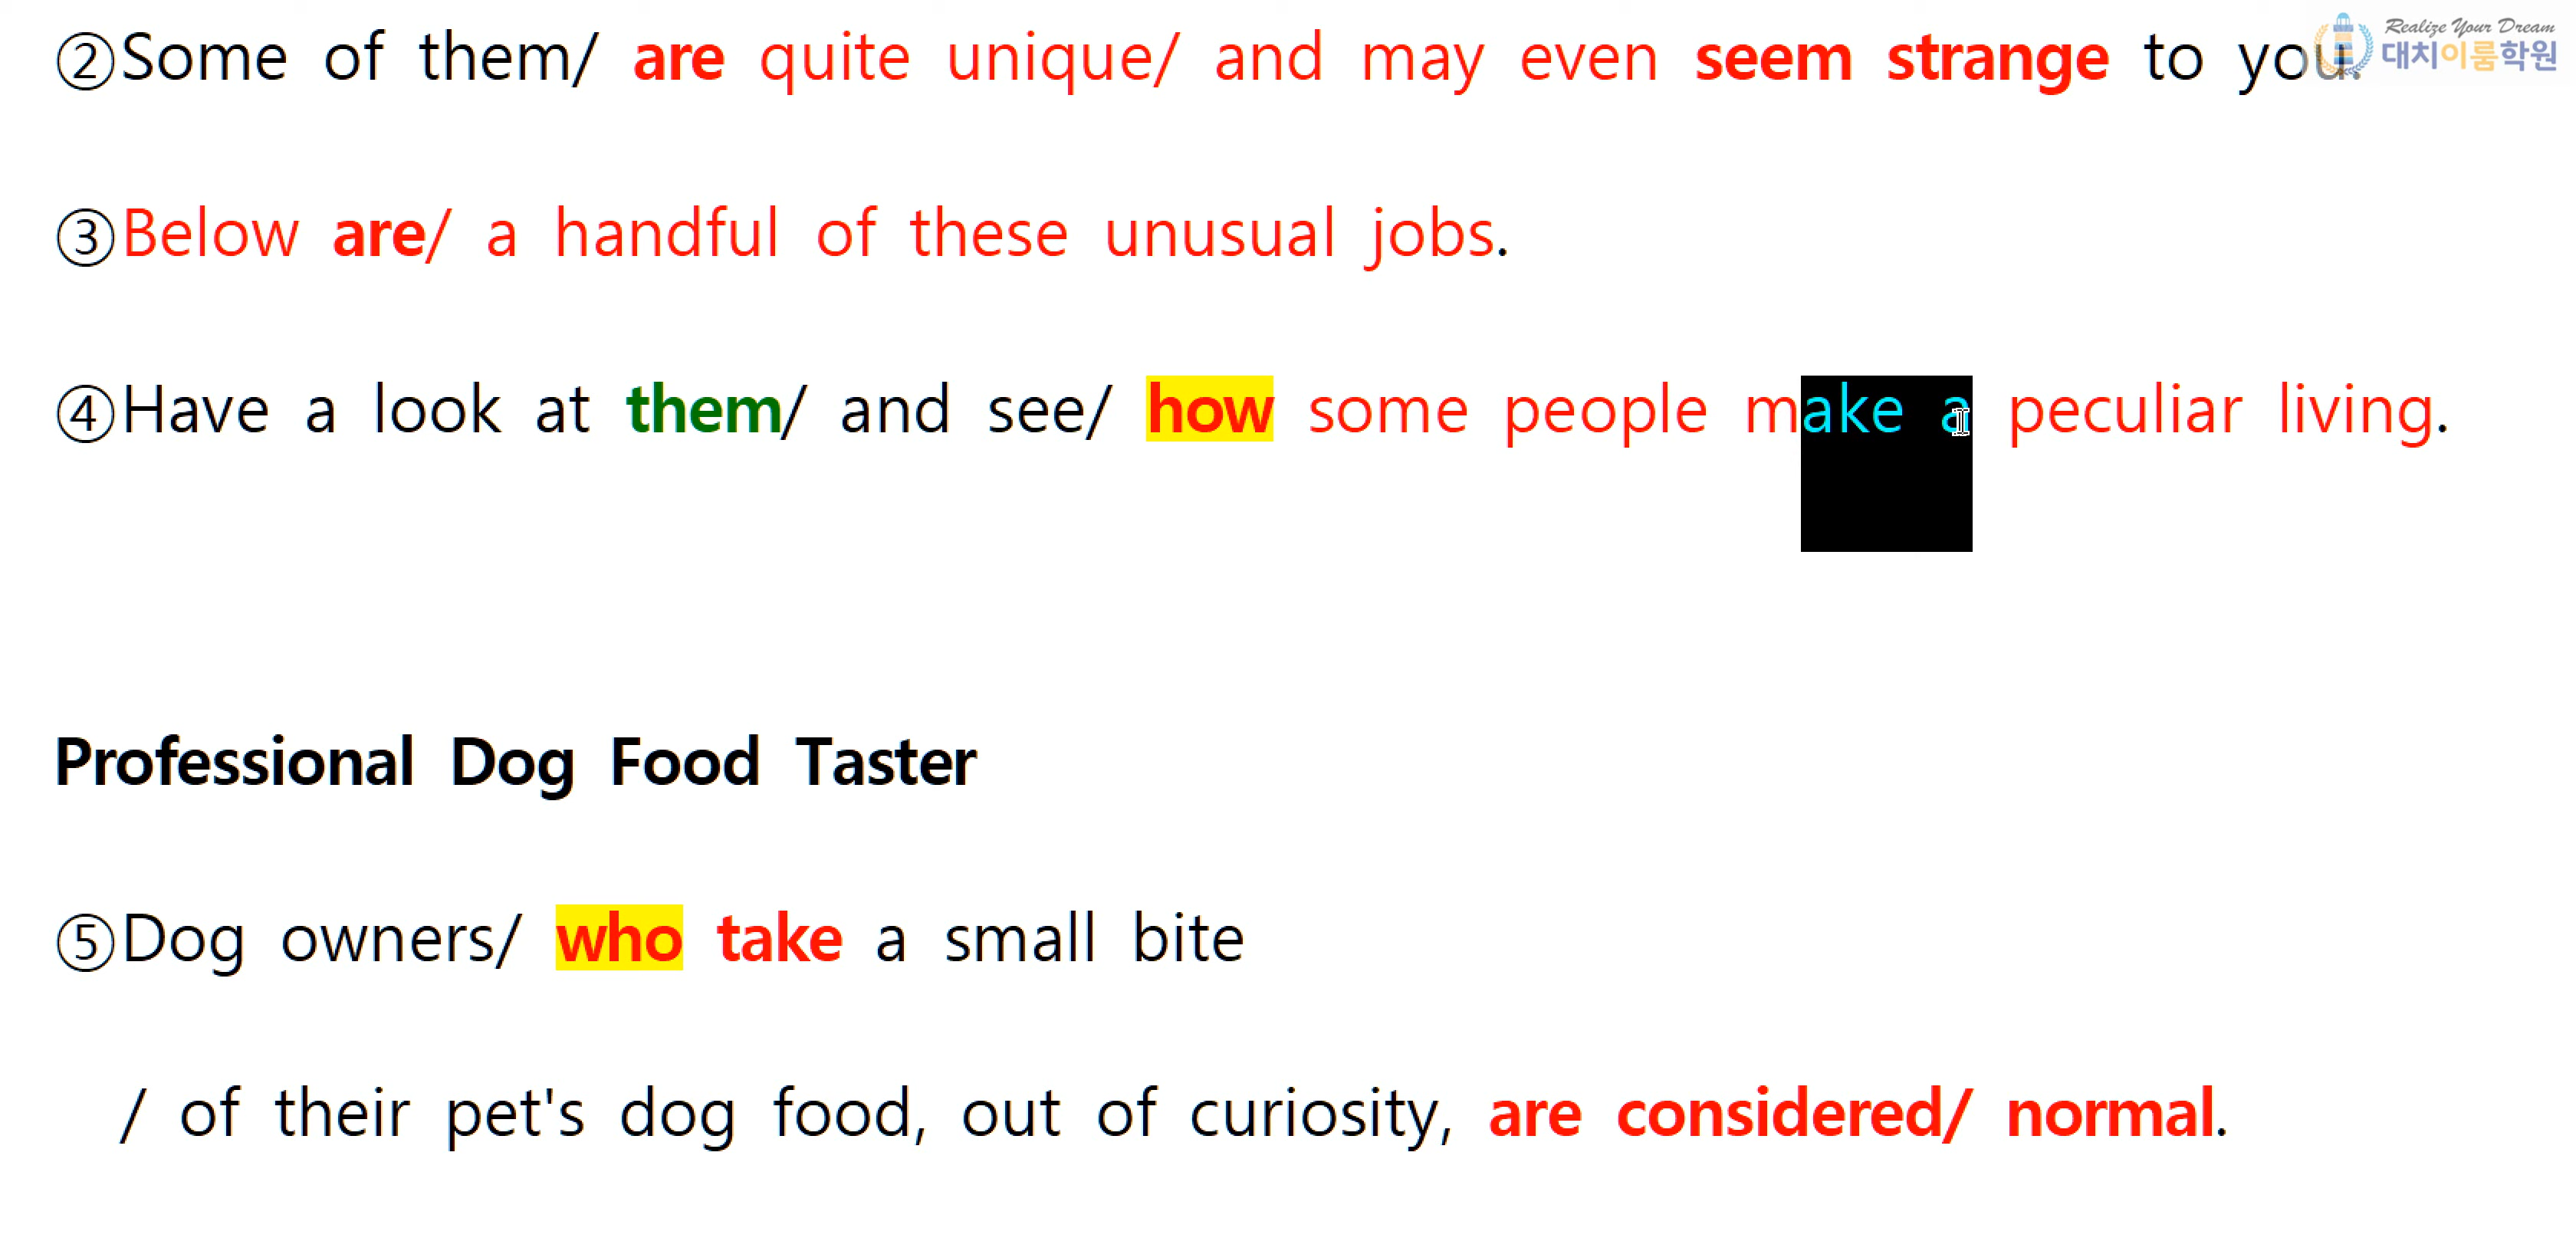 ②Some of them/ are quite unique/ and may even seem strange to you.
Realize Your Dream
대치이룸학원
③Below are/ a handful of these unusual jobs.
④Have a look at them/ and see/ how some people make a peculiar living.
Professional Dog Food Taster
⑤Dog owners/ who take a small bite
/ of their pet's dog food, out of curiosity, are considered/ normal.